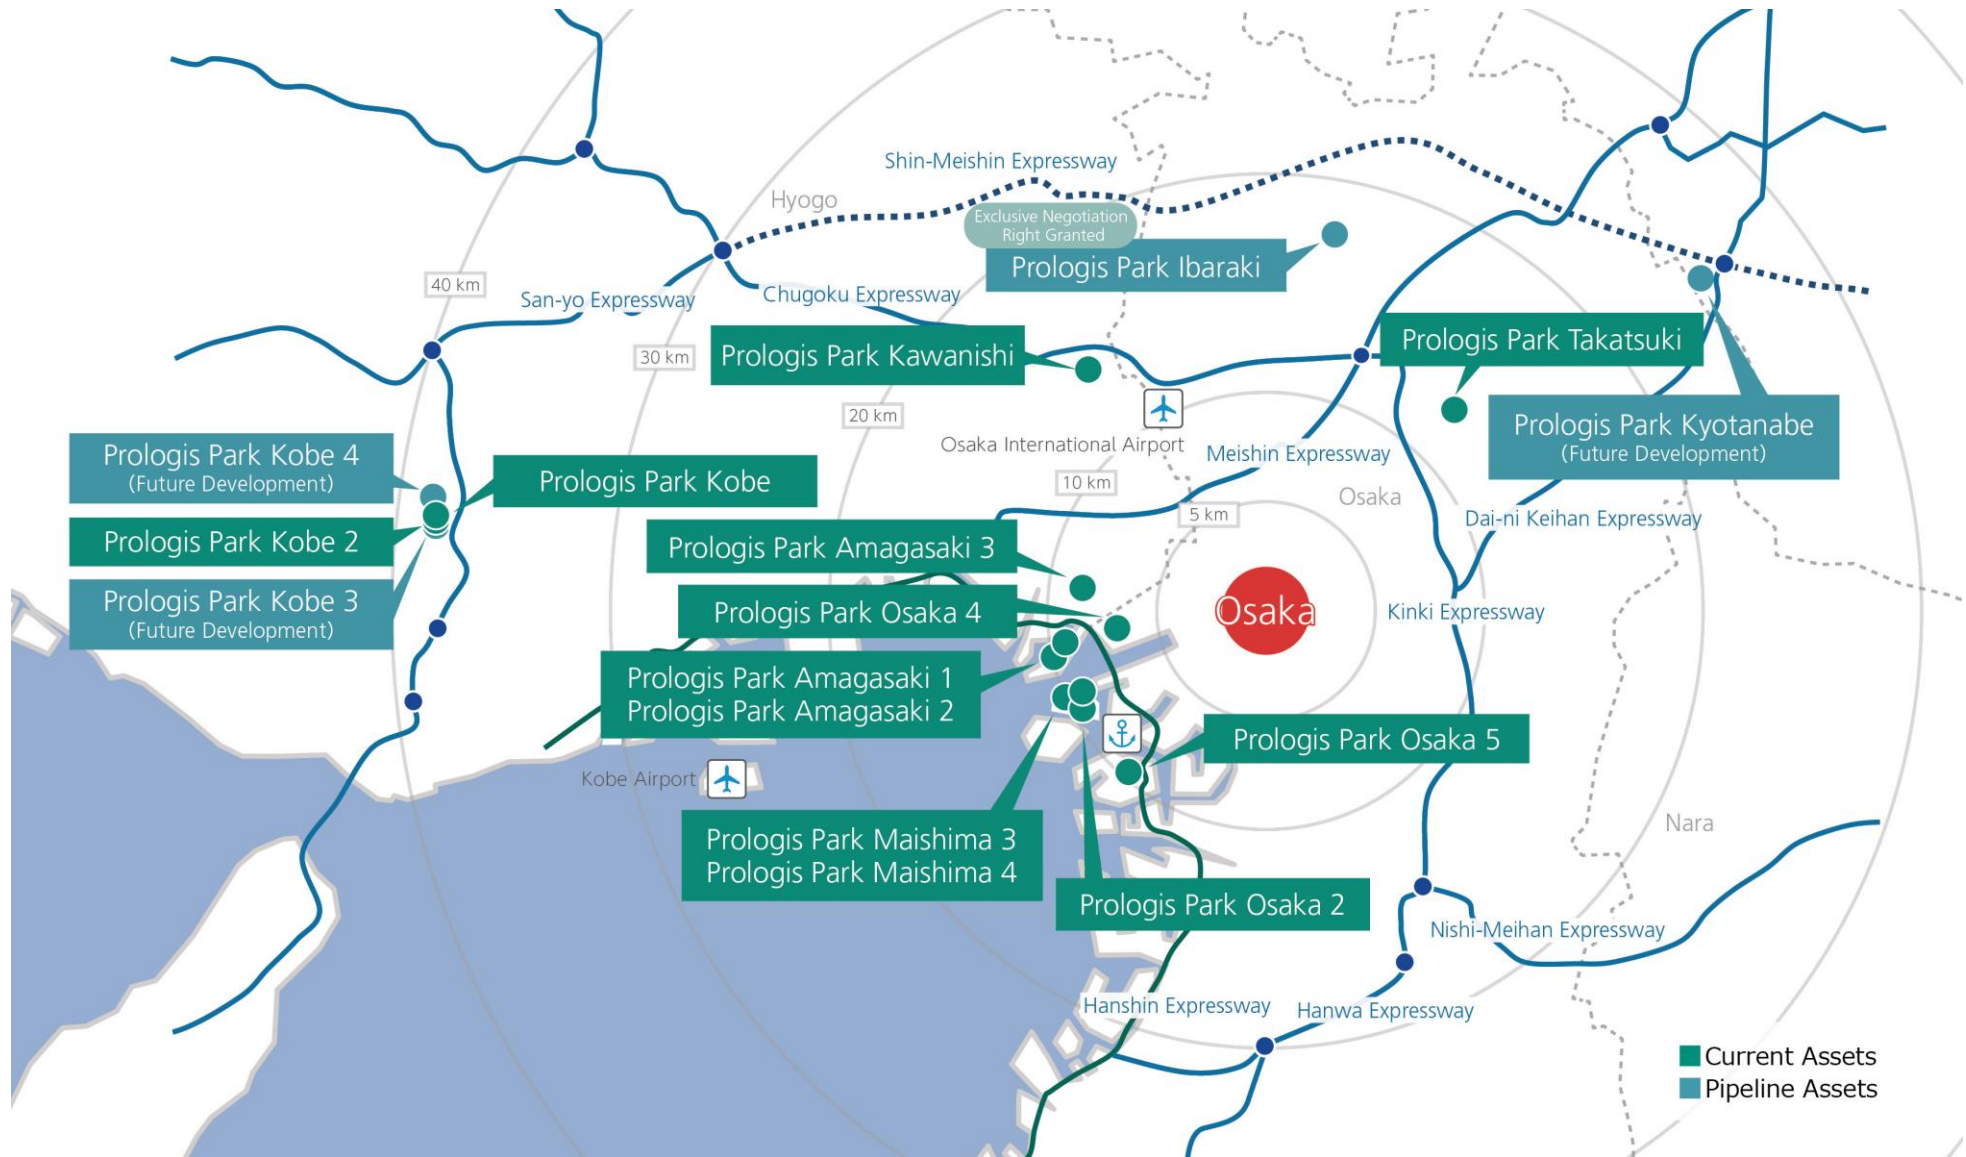 Shin-Meishin Expressway
Hyogo
Exclusive Negotiation
Right Granted
Prologis Park Ibaraki
40 km
San-yo Expressway
Chugoku Expressway
30 km
Prologis Park Kawanishi
Prologis Park Takatsuki
20 km
Osaka International Airport
Meishin Expressway
Prologis Park Kyotanabe
(Future Development)
Prologis Park Kobe 4
(Future Development)
Prologis Park Kobe
10 km
Osaka
5 km
Dai-ni Keihan Expressway
Prologis Park Kobe 2
Prologis Park Amagasaki 3
Prologis Park Kobe 3
(Future Development)
Prologis Park Osaka 4
Osaka
Kinki Expressway
Prologis Park Amagasaki 1
Prologis Park Amagasaki 2
Prologis Park Osaka 5
Kobe Airport
Nara
Prologis Park Maishima 3
Prologis Park Maishima 4
Prologis Park Osaka 2
Nishi-Meihan Expressway
Hanshin Expressway
Hanwa Expressway
Current Assets
Pipeline Assets